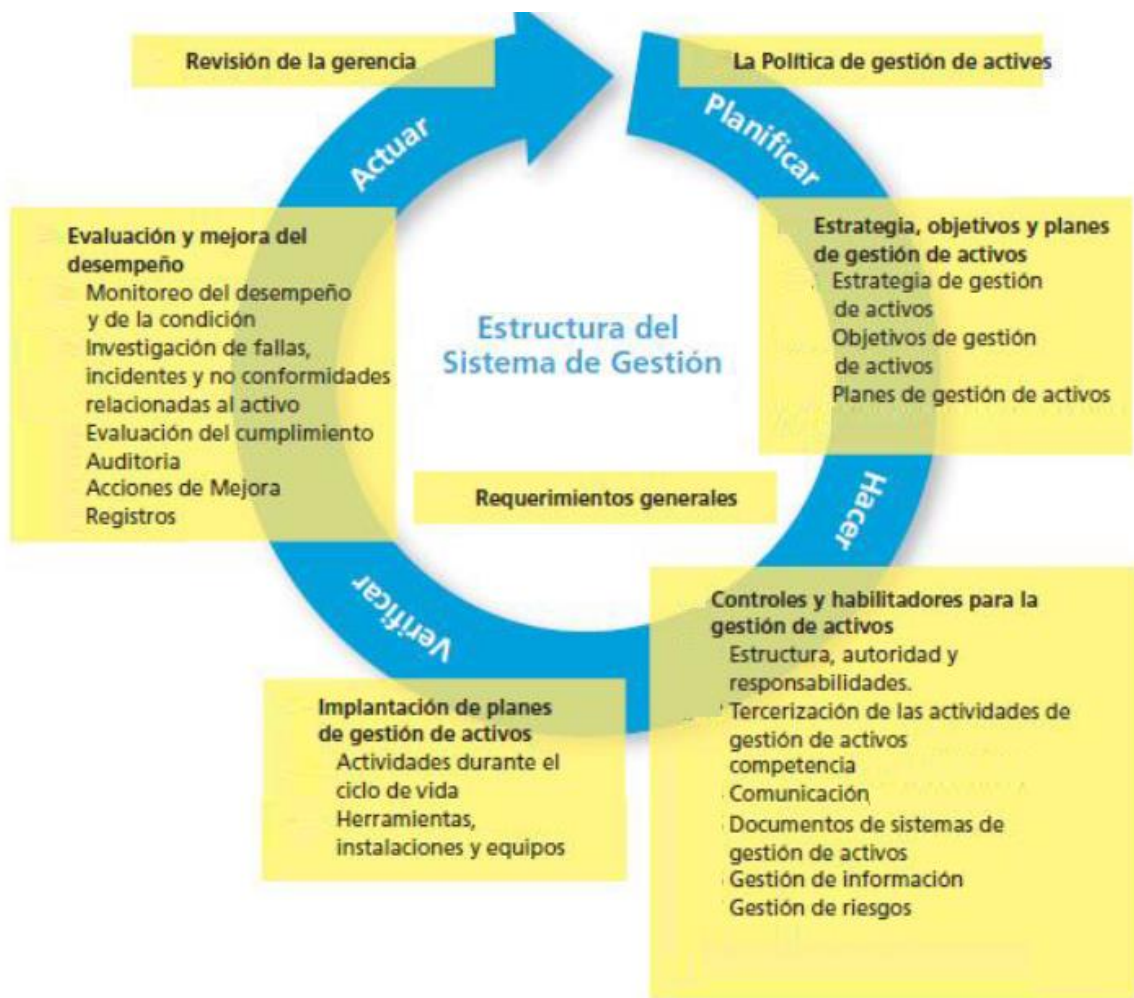 Revisión de la gerencia
La Política de gestión de actives
Actuar
Planificar
Estrategia, objetivos y planes
de gestión de activos
Estrategia de gestión
de activos
Objetivos de gestión
de activos
Planes de gestión de activos
Evaluación y mejora del
desempeño
Monitoreo del desempeño
y de la condición
Investigación de fallas,
incidentes y no conformidades
relacionadas al activo
Evaluación del cumplimiento
Auditoria
Acciones de Mejora
Registros
Estructura del
Sistema de Gestión
Requerimientos generales
Hacer
Verificar
Controles y habilitadores para la
gestión de activos
Estructura, autoridad y
responsabilidades.
Tercerización de las actividades de
gestión de activos
competencia
Comunicación
Documentos de sistemas de
gestión de activos
Gestión de información
Gestión de riesgos
Implantación de planes
de gestión de activos
Actividades durante el
ciclo de vida
Herramientas,
instalaciones y equipos